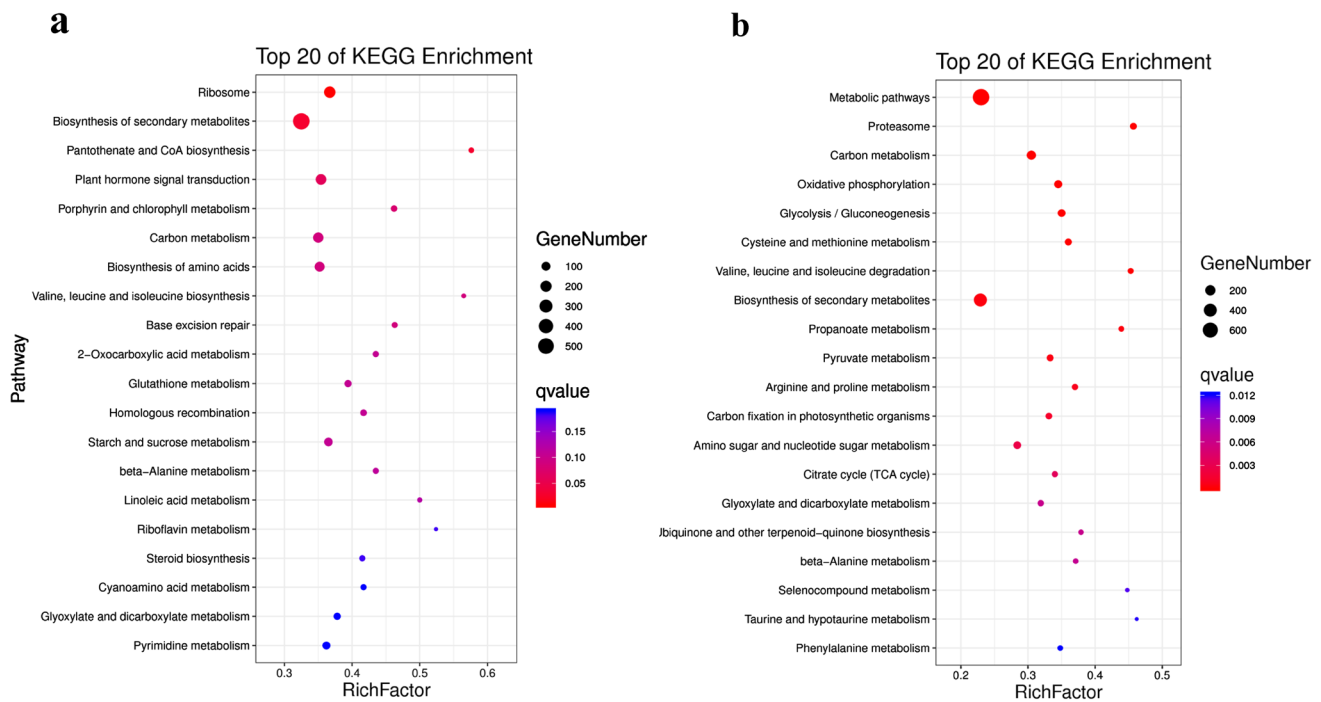 a
Top 20 of KEGG Enrichment
Pathway
Ribosome
Biosynthesis of secondary metabolites
Pantothenate and CoA biosynthesis
Plant hormone signal transduction
Porphyrin and chlorophyll metabolism
Carbon metabolism
Biosynthesis of amino acids
Valine, leucine and isoleucine biosynthesis
Base excision repair
2−Oxocarboxylic acid metabolism
Glutathione metabolism
Homologous recombination
Starch and sucrose metabolism
beta−Alanine metabolism
Linoleic acid metabolism
Riboflavin metabolism
Steroid biosynthesis
Cyanoamino acid metabolism
Glyoxylate and dicarboxylate metabolism
Pyrimidine metabolism
0.3 0.4 0.5 0.6
RichFactor
GeneNumber
100
200
300
400
500
qvalue
0.15
0.10
0.05
b
Top 20 of KEGG Enrichment
Metabolic pathways
Proteasome
Carbon metabolism
Oxidative phosphorylation
Glycolysis / Gluconeogenesis
Cysteine and methionine metabolism
Valine, leucine and isoleucine degradation
Biosynthesis of secondary metabolites
Propanoate metabolism
Pyruvate metabolism
Arginine and proline metabolism
Carbon fixation in photosynthetic organisms
Amino sugar and nucleotide sugar metabolism
Citrate cycle (TCA cycle)
Glyoxylate and dicarboxylate metabolism
Jbiquinone and other terpenoid−quinone biosynthesis
beta−Alanine metabolism
Selenocompound metabolism
Taurine and hypotaurine metabolism
Phenylalanine metabolism
0.2 0.3 0.4 0.5
RichFactor
GeneNumber
200
400
600
qvalue
0.012
0.009
0.006
0.003